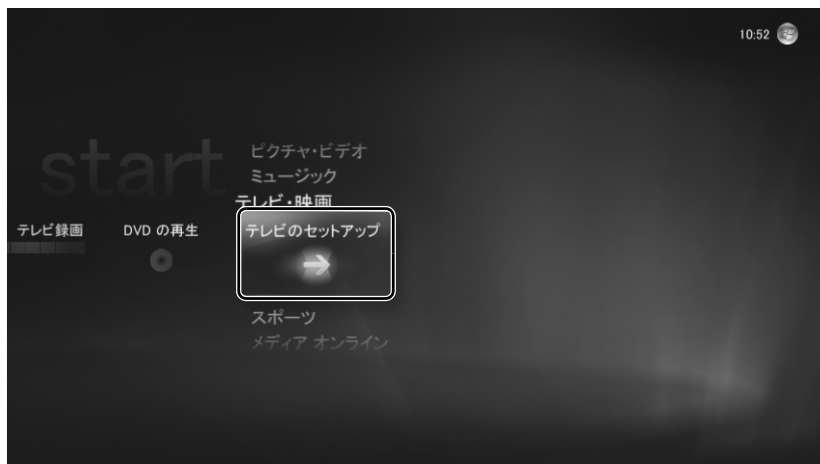 10:52
start
ピクチャ・ビデオ
ミュージック
テレビ・映画
テレビ録画 DVD の再生 テレビのセットアップ
スポーツ
メディア オンライン